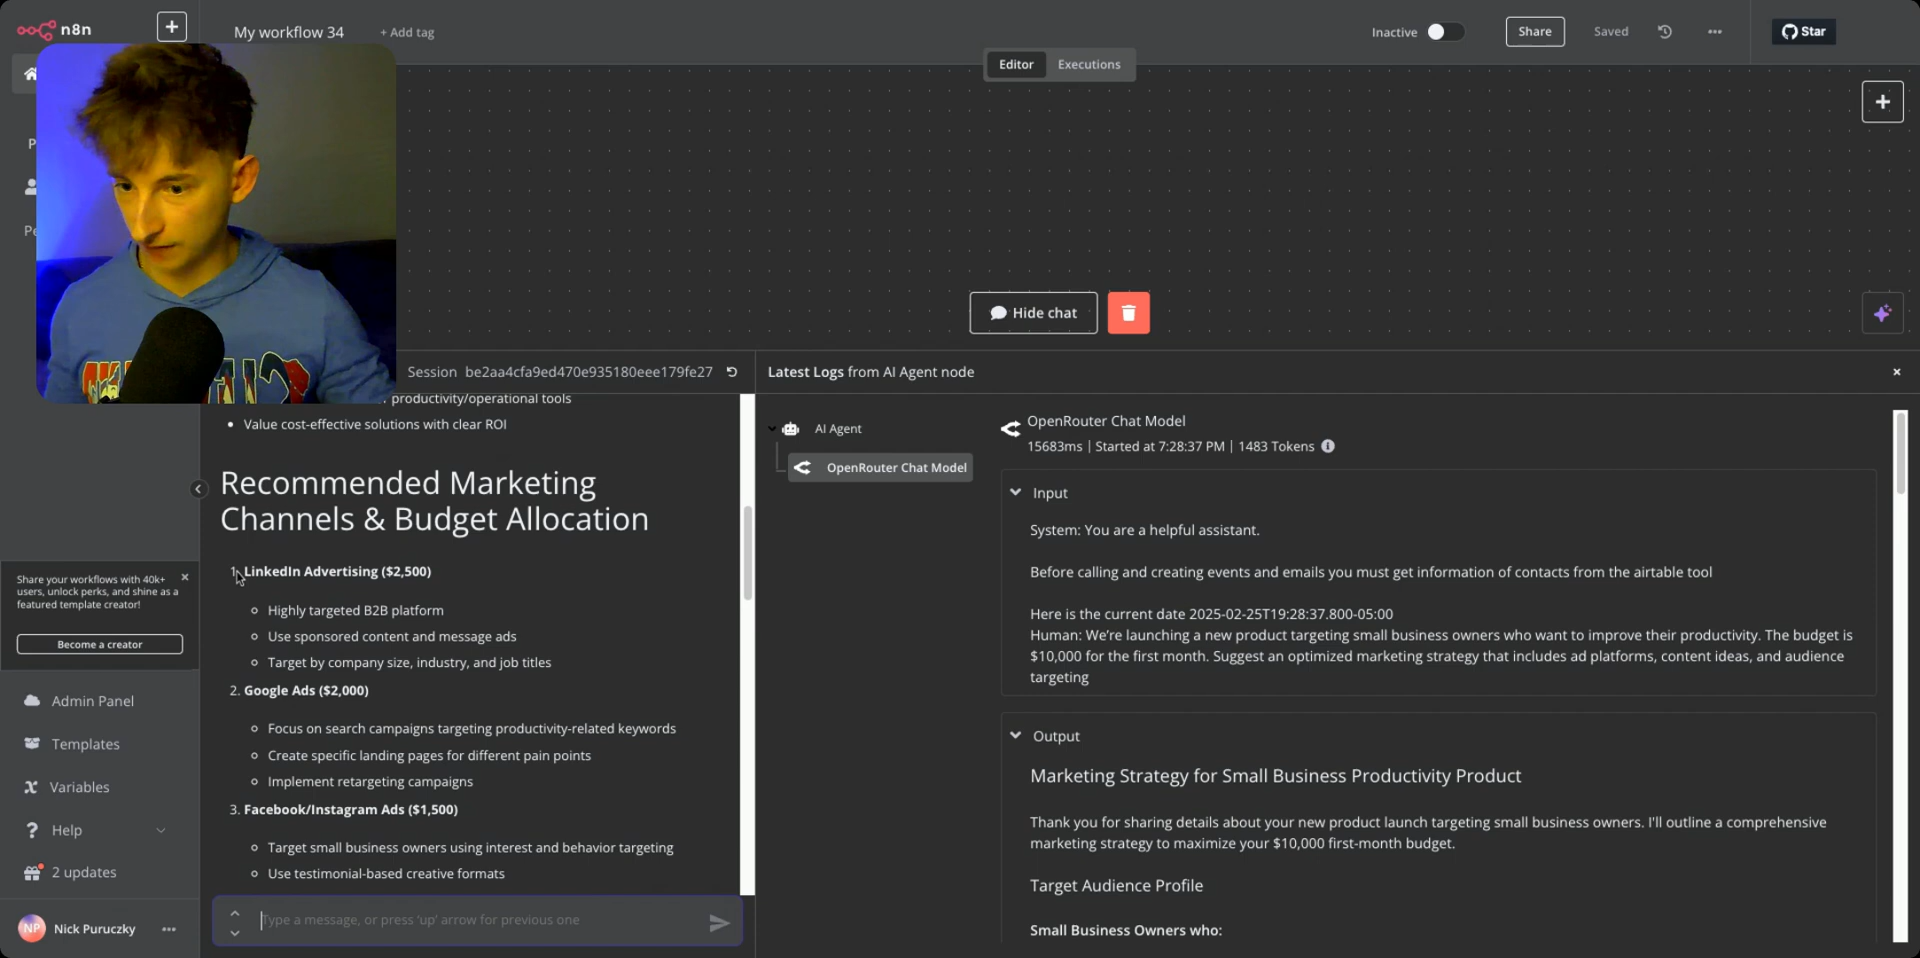 n8n
+
My workflow 34
+ Add tag
Inactive
Share
Saved
Star
Editor
Executions
P
Pe
Hide chat
Session be2aa4cfa9ed470e935180eee179fe27
productivity/operational tools
Value cost-effective solutions with clear ROI
Recommended Marketing
Channels & Budget Allocation
1. LinkedIn Advertising ($2,500)
Highly targeted B2B platform
Use sponsored content and message ads
Target by company size, industry, and job titles
2. Google Ads ($2,000)
Focus on search campaigns targeting productivity-related keywords
Create specific landing pages for different pain points
Implement retargeting campaigns
3. Facebook/Instagram Ads ($1,500)
Target small business owners using interest and behavior targeting
Use testimonial-based creative formats
Type a message, or press ‘up’ arrow for previous one
Latest Logs from AI Agent node
AI Agent
OpenRouter Chat Model
OpenRouter Chat Model
15683ms | Started at 7:28:37 PM | 1483 Tokens
Input
System: You are a helpful assistant.
Before calling and creating events and emails you must get information of contacts from the airtable tool
Here is the current date 2025-02-25T19:28:37.800-05:00
Human: We’re launching a new product targeting small business owners who want to improve their productivity. The budget is
$10,000 for the first month. Suggest an optimized marketing strategy that includes ad platforms, content ideas, and audience
targeting
Output
Marketing Strategy for Small Business Productivity Product
Thank you for sharing details about your new product launch targeting small business owners. I'll outline a comprehensive
marketing strategy to maximize your $10,000 first-month budget.
Target Audience Profile
Small Business Owners who:
Share your workflows with 40k+
users, unlock perks, and shine as a
featured template creator!
Become a creator
Admin Panel
Templates
Variables
Help
2 updates
NP
Nick Puruczky